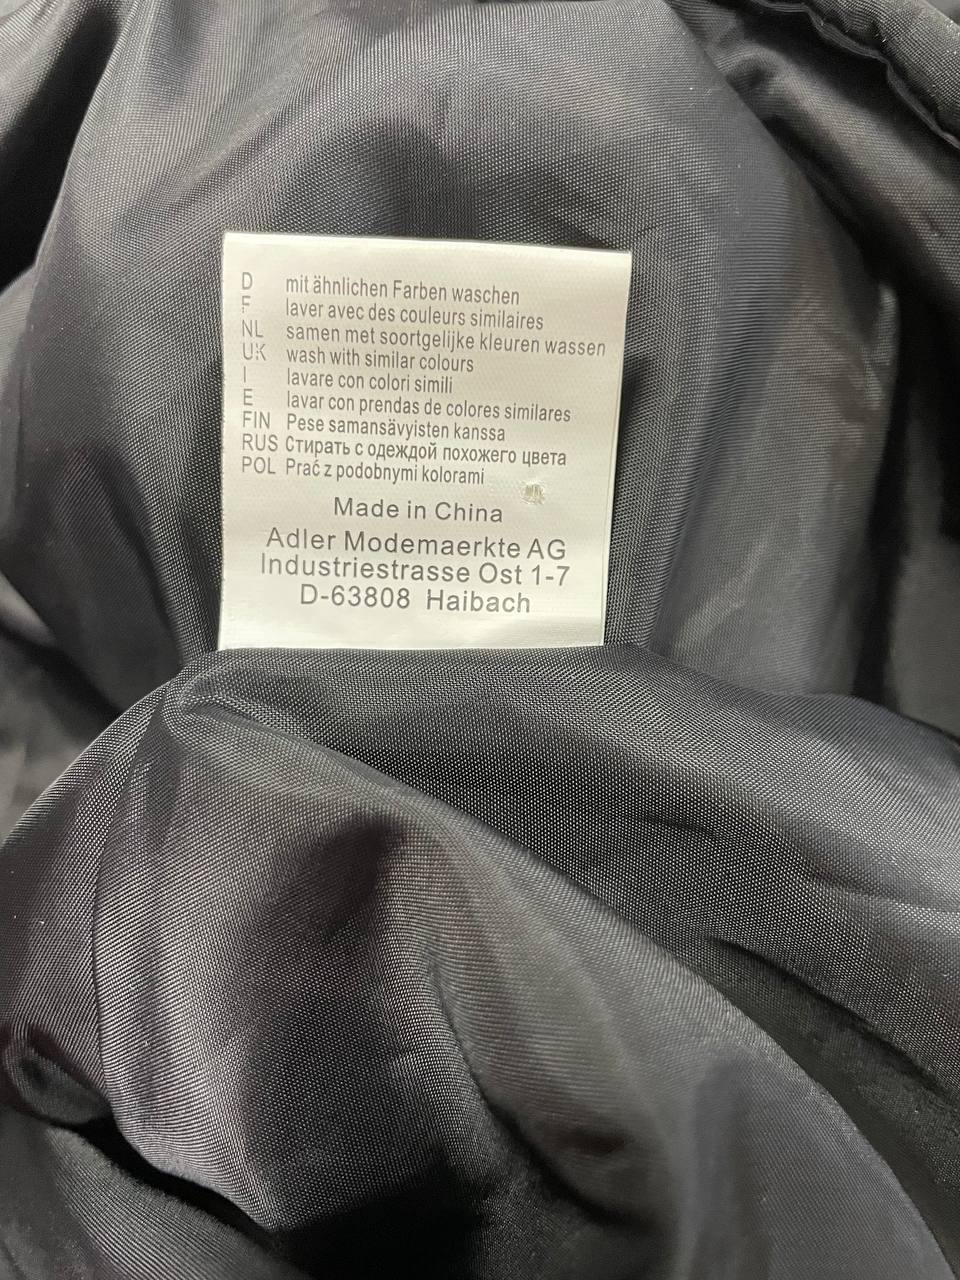 D mit ähnlichen Farben waschen
F laver avec des couleurs similaires
NL samen met soortgelijke kleuren wassen
UK wash with similar colours
I lavare con colori simili
E lavar con prendas de colores similares
FIN Pese samansävyisten kanssa
RUS Стирать с одеждой похожего цвета
POL Prać z podobnymi kolorami
Made in China
Adler Modemaerkte AG
Industriestrasse Ost 1-7
D-63808 Haibach